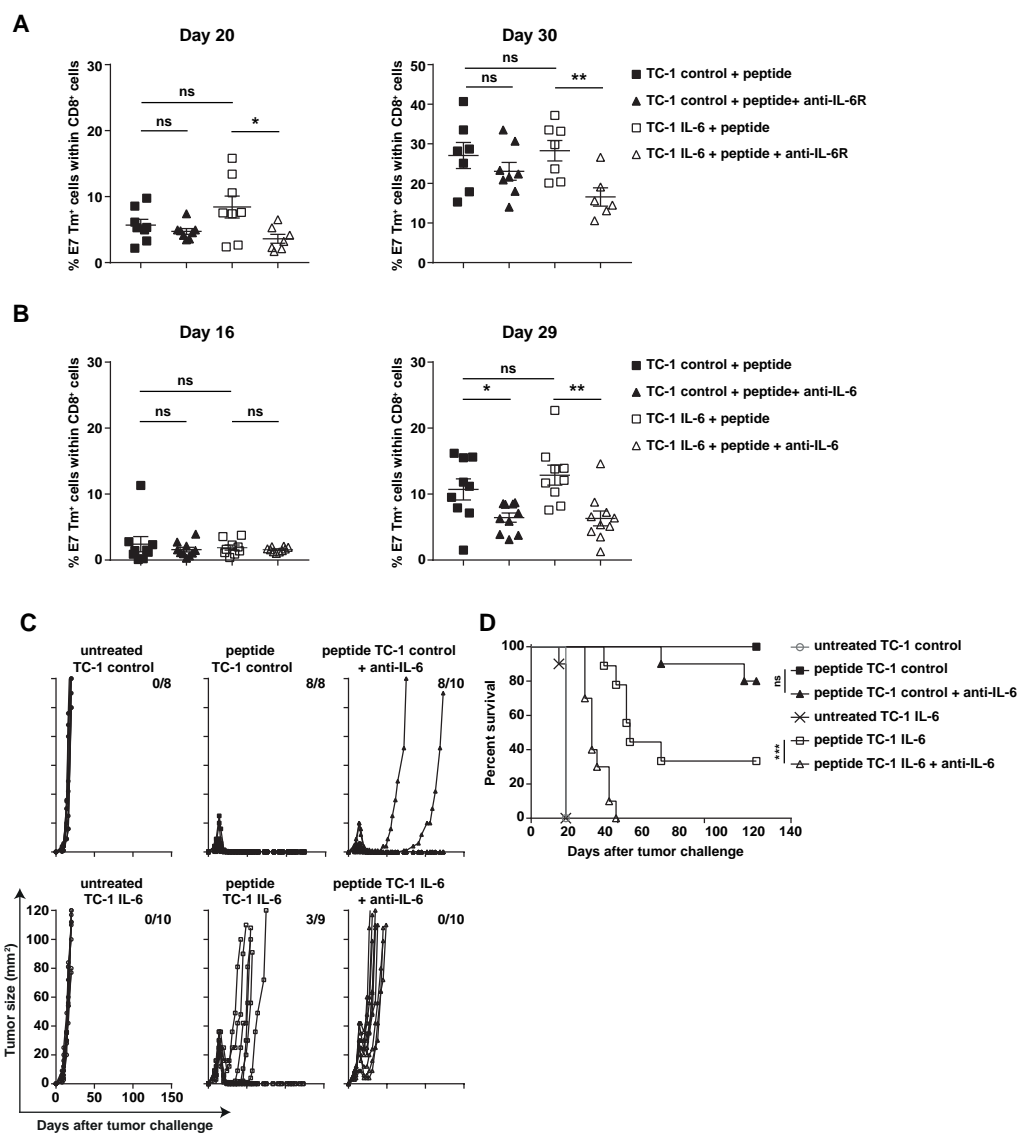 A
Day 20
Day 30
% E7 Tm+ cells within CD8+ cells
30
20
10
0
ns
ns
*
% E7 Tm+ cells within CD8+ cells
50
40
30
20
10
0
ns
ns
**
TC-1 control + peptide
TC-1 control + peptide+ anti-IL-6R
TC-1 IL-6 + peptide
TC-1 IL-6 + peptide + anti-IL-6R
B
Day 16
Day 29
% E7 Tm+ cells within CD8+ cells
30
20
10
0
ns
ns
ns
% E7 Tm+ cells within CD8+ cells
30
20
10
0
ns
*
**
TC-1 control + peptide
TC-1 control + peptide+ anti-IL-6
TC-1 IL-6 + peptide
TC-1 IL-6 + peptide + anti-IL-6
C
untreated
TC-1 control
0/8
peptide
TC-1 control
8/8
peptide TC-1 control
+ anti-IL-6
8/10
0
50
100
150
untreated
TC-1 IL-6
0/10
peptide
TC-1 IL-6
3/9
peptide TC-1 IL-6
+ anti-IL-6
0/10
Tumor size (mm2)
120
100
80
60
40
20
0
0
50
100
150
Days after tumor challenge
D
Percent survival
100
80
60
40
20
0
0
20
40
60
80
100
120
140
Days after tumor challenge
untreated TC-1 control
peptide TC-1 control
peptide TC-1 control + anti-IL-6
ns
untreated TC-1 IL-6
peptide TC-1 IL-6
peptide TC-1 IL-6 + anti-IL-6
***